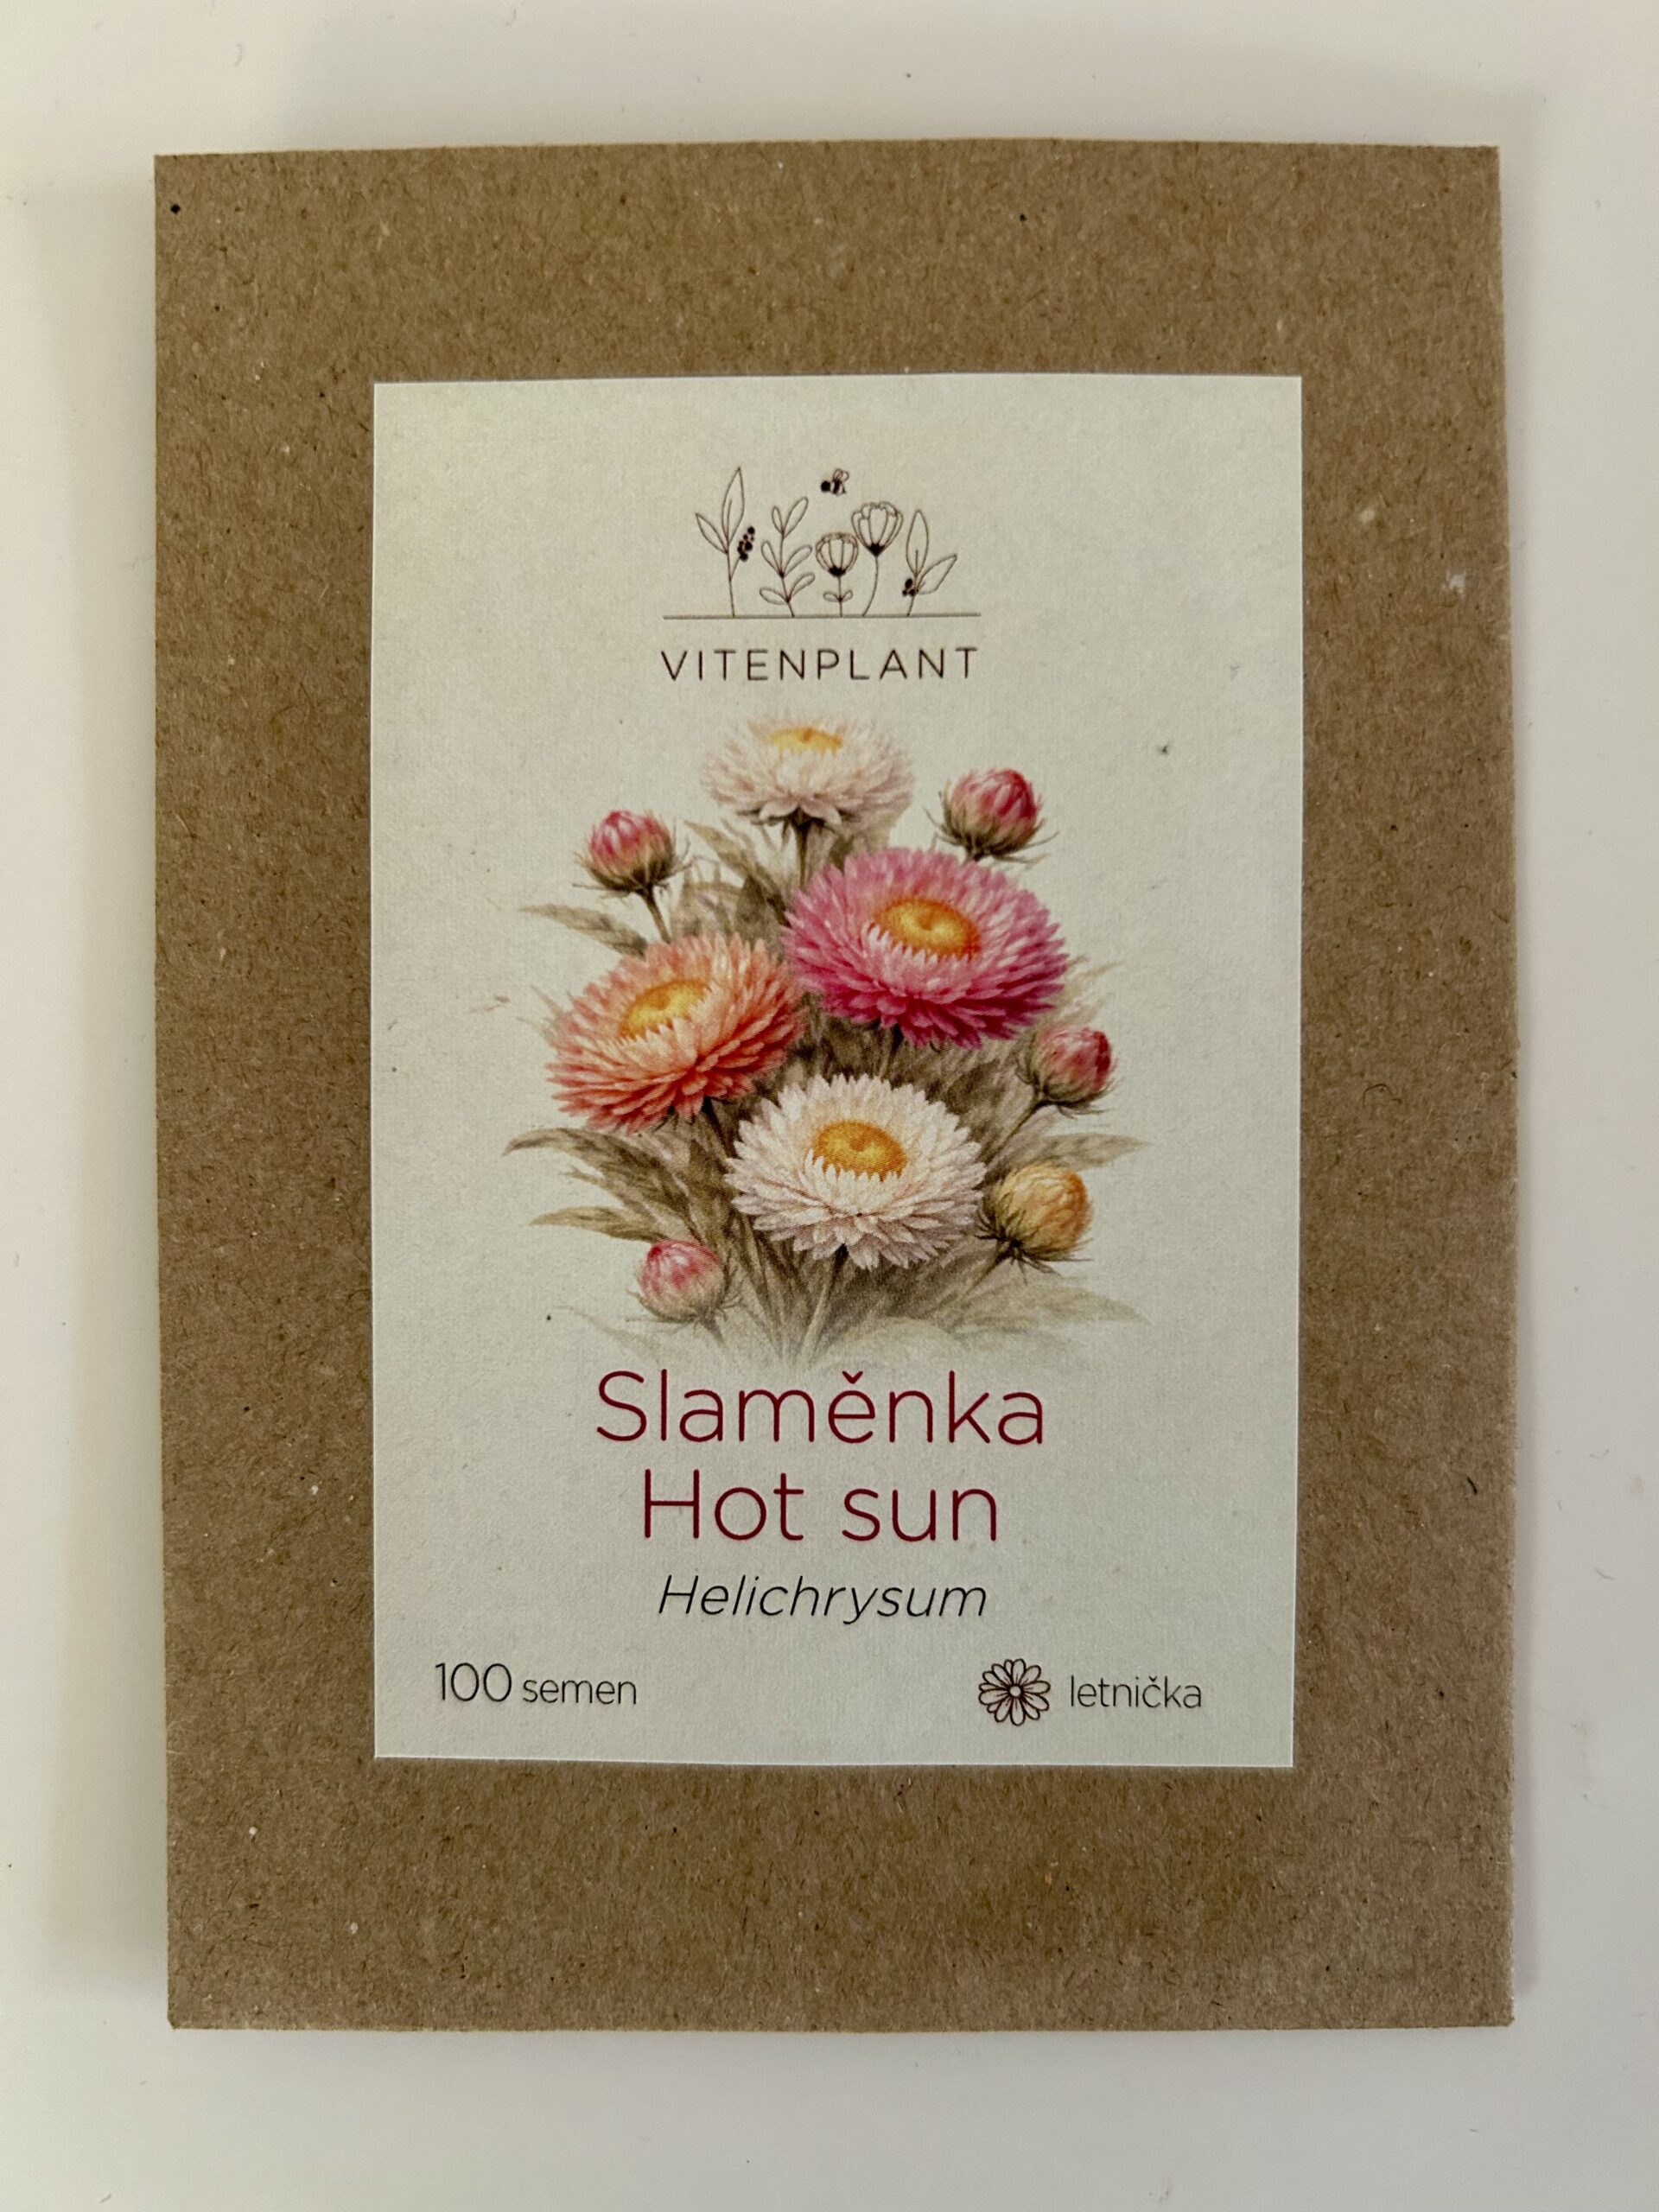 VITENPLANT
Slaměnka
Hot sun
Helichrysum
100 semen
letnička